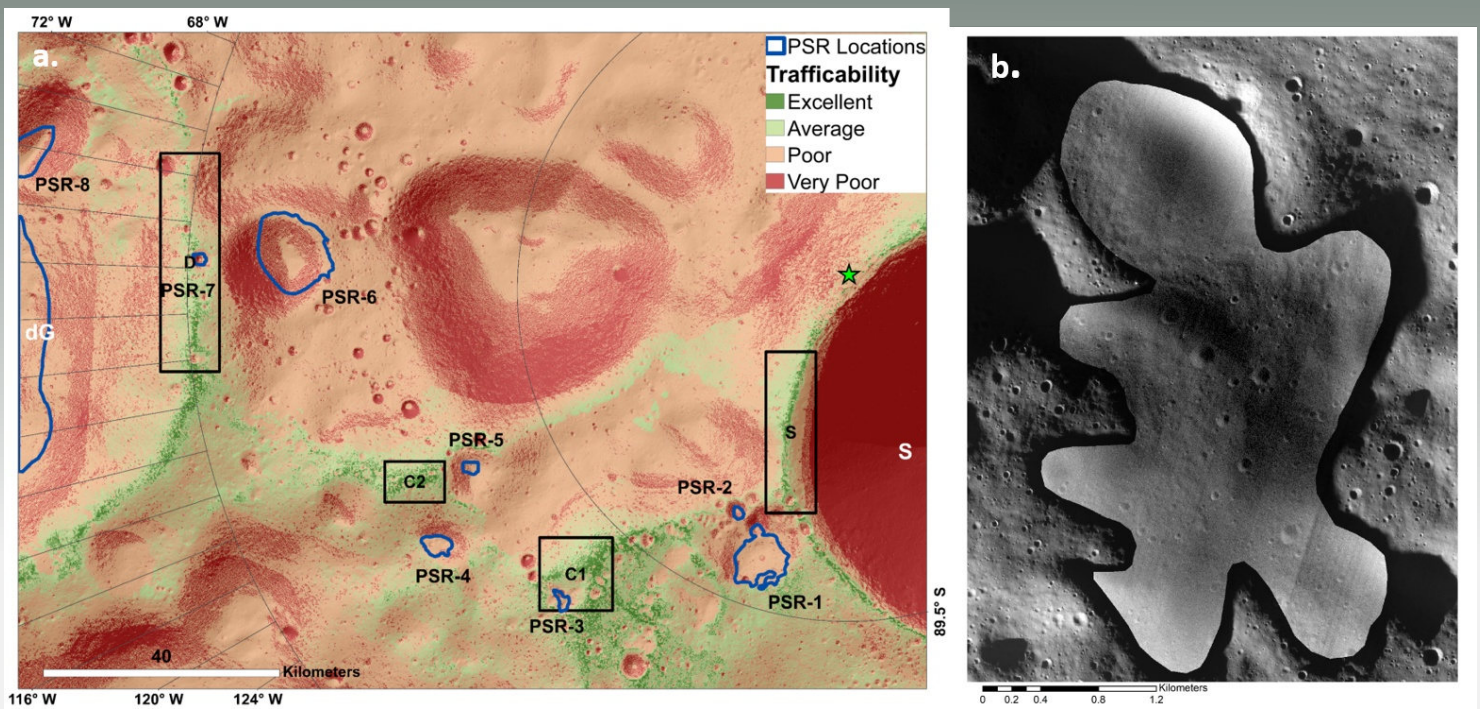 72° W
68° W
a.
PSR Locations
Trafficability
Excellent
Average
Poor
Very Poor
PSR-8
D
PSR-7
PSR-6
dG
PSR-5
C2
S
S
PSR-2
PSR-4
C1
PSR-1
PSR-3
89.5° S
40
Kilometers
116° W
120° W
124° W
b.
Kilometers
0 0.2 0.4 0.8 1.2